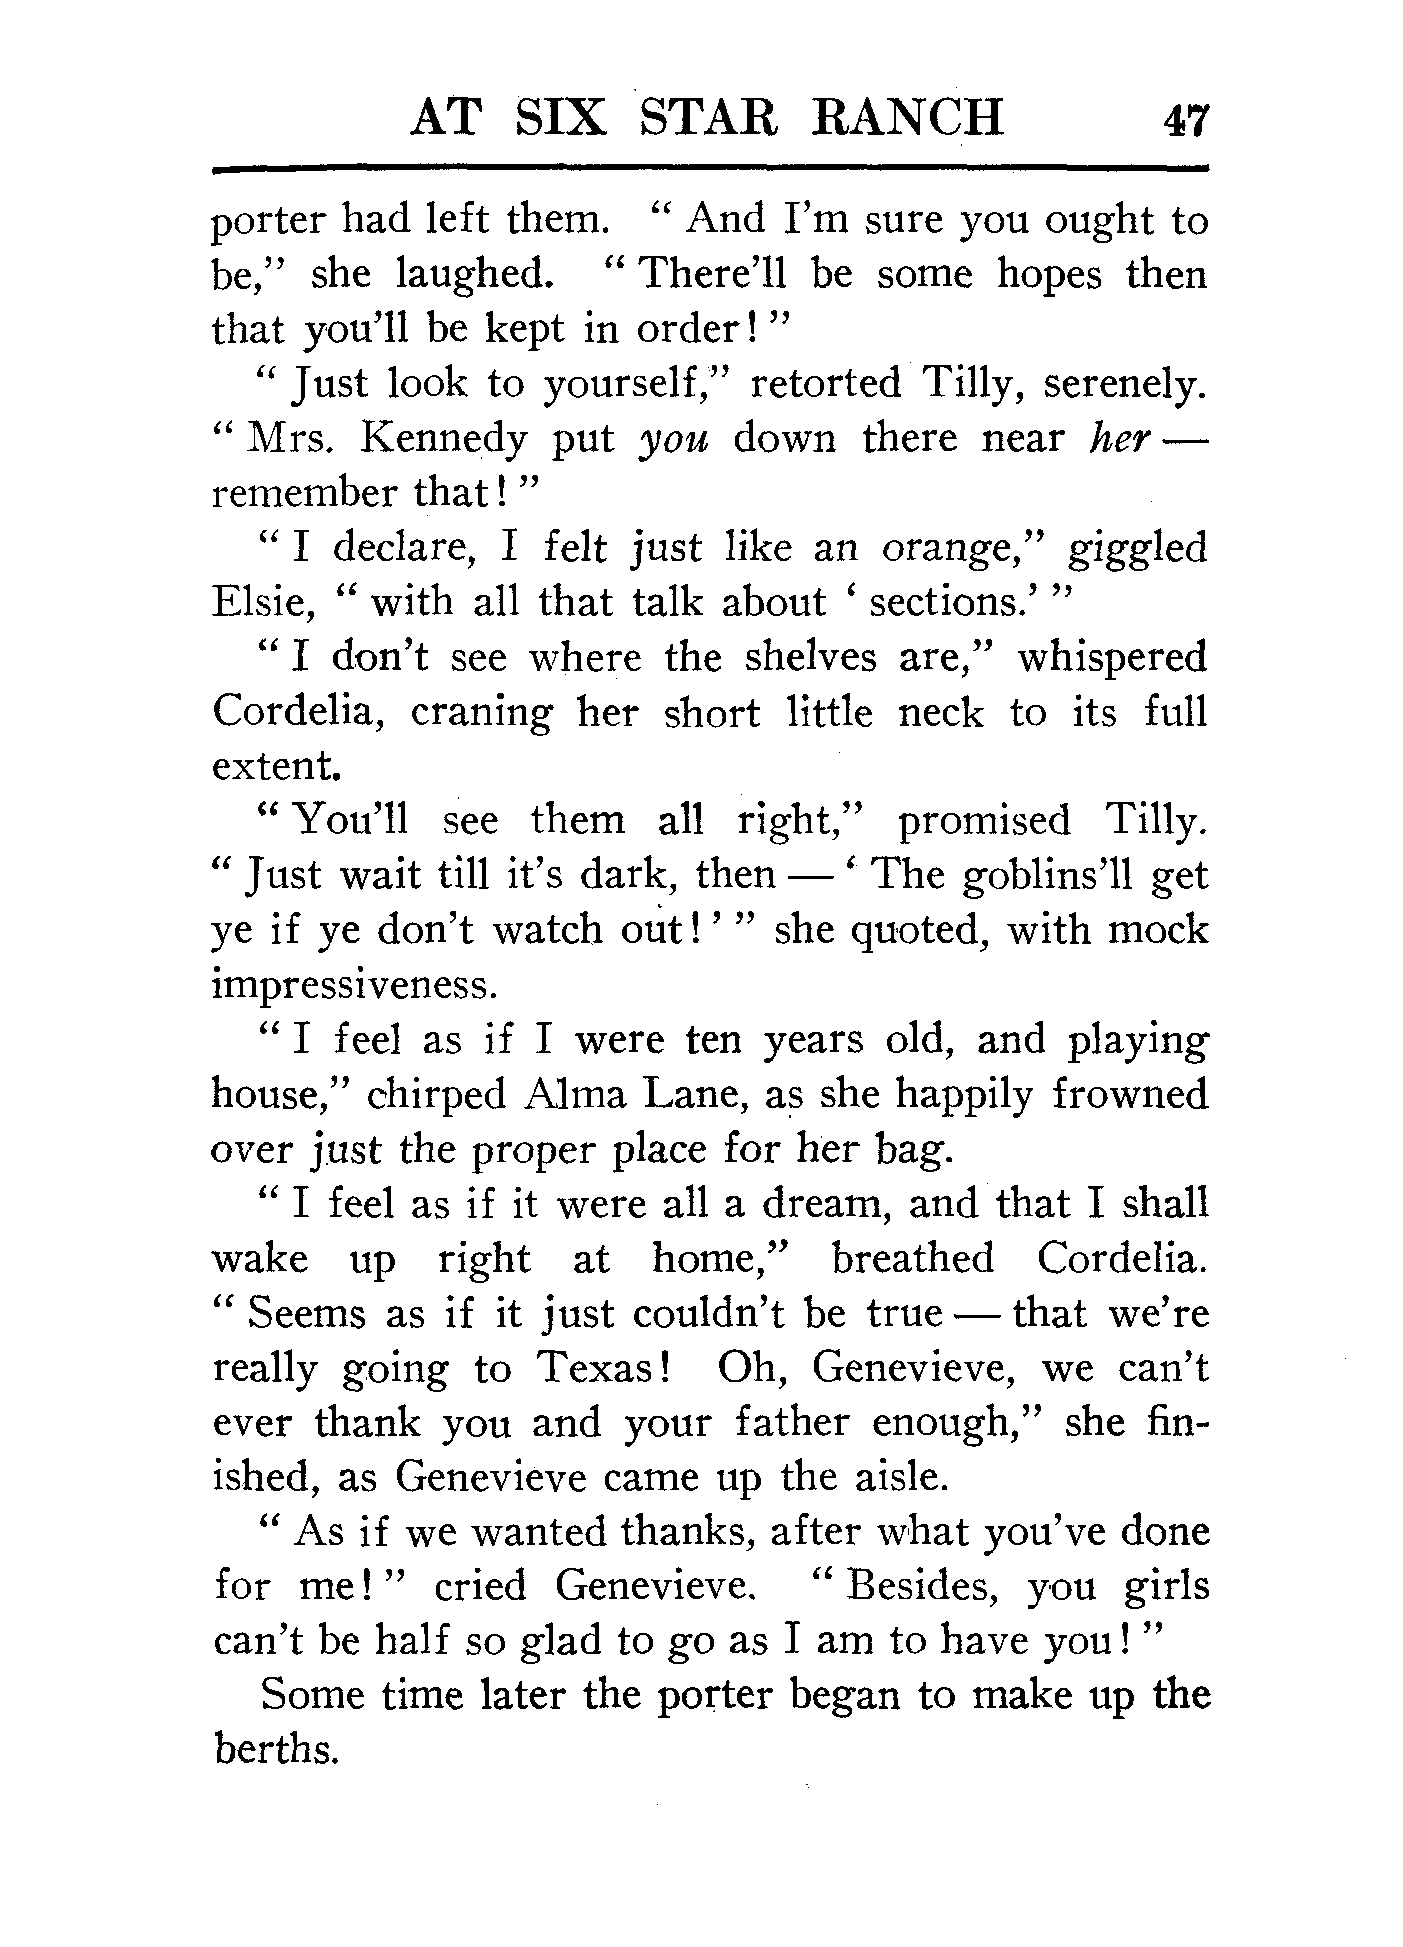 AT SIX STAR RANCH 47
porter had left them. “ And I’m sure you ought to
be,” she laughed. “ There’ll be some hopes then
that you’ll be kept in order! ”
“ Just look to yourself,” retorted Tilly, serenely.
“ Mrs. Kennedy put you down there near her —
remember that! ”
“ I declare, I felt just like an orange,” giggled
Elsie, “ with all that talk about ‘ sections.’ ”
“ I don’t see where the shelves are,” whispered
Cordelia, craning her short little neck to its full
extent.
“ You’ll see them all right,” promised Tilly.
“ Just wait till it’s dark, then — ‘ The goblins’ll get
ye if ye don’t watch out! ’ ” she quoted, with mock
impressiveness.
“ I feel as if I were ten years old, and playing
house,” chirped Alma Lane, as she happily frowned
over just the proper place for her bag.
“ I feel as if it were all a dream, and that I shall
wake up right at home,” breathed Cordelia.
“ Seems as if it just couldn’t be true — that we’re
really going to Texas! Oh, Genevieve, we can’t
ever thank you and your father enough,” she fin-
ished, as Genevieve came up the aisle.
“ As if we wanted thanks, after what you’ve done
for me! ” cried Genevieve. “ Besides, you girls
can’t be half so glad to go as I am to have you! ”
Some time later the porter began to make up the
berths.